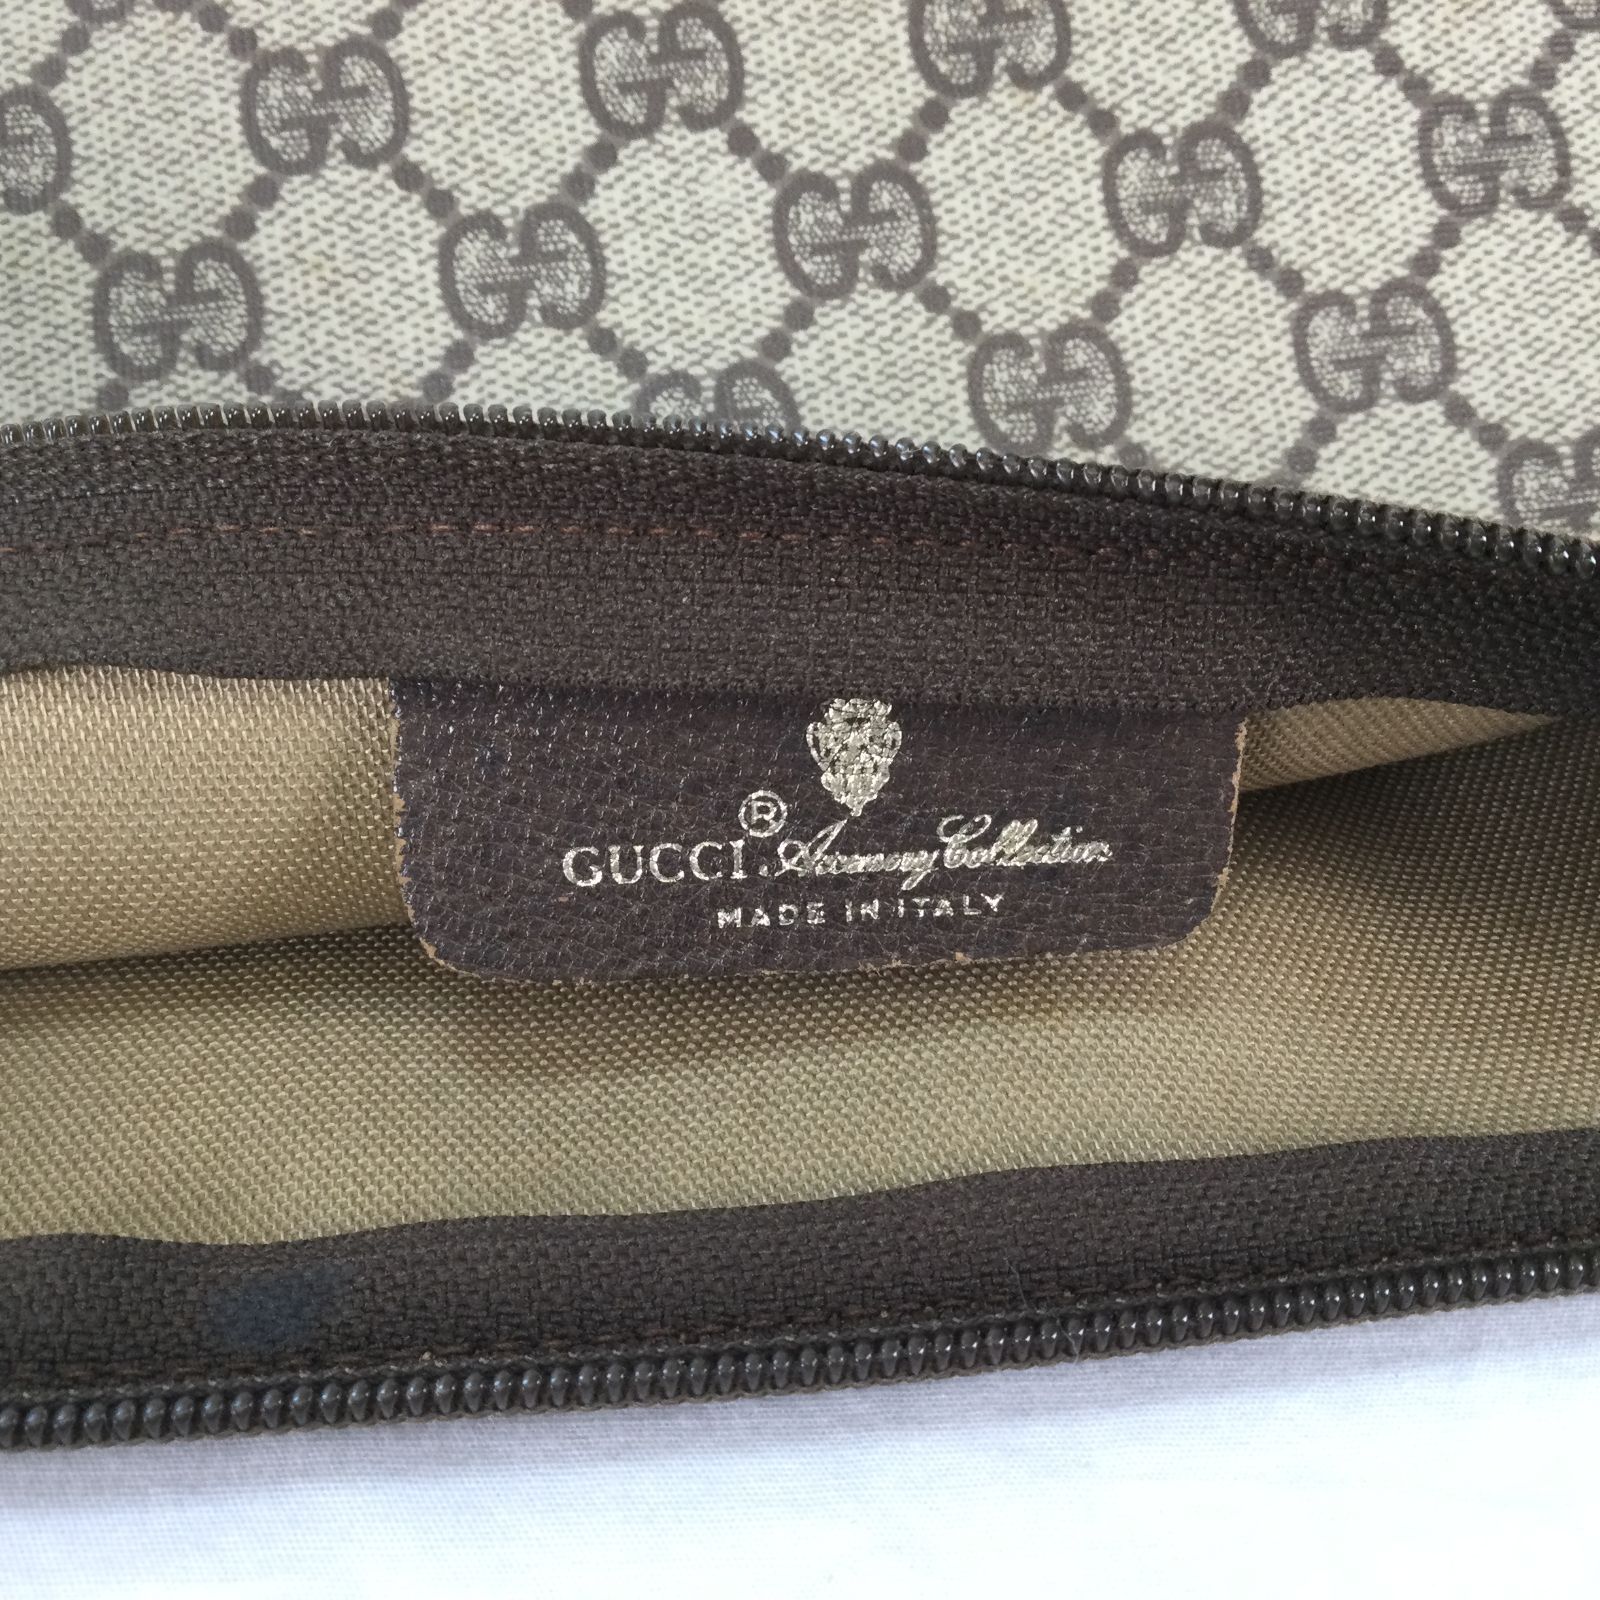 ®
GUCCI Accessory Collection
MADE IN ITALY